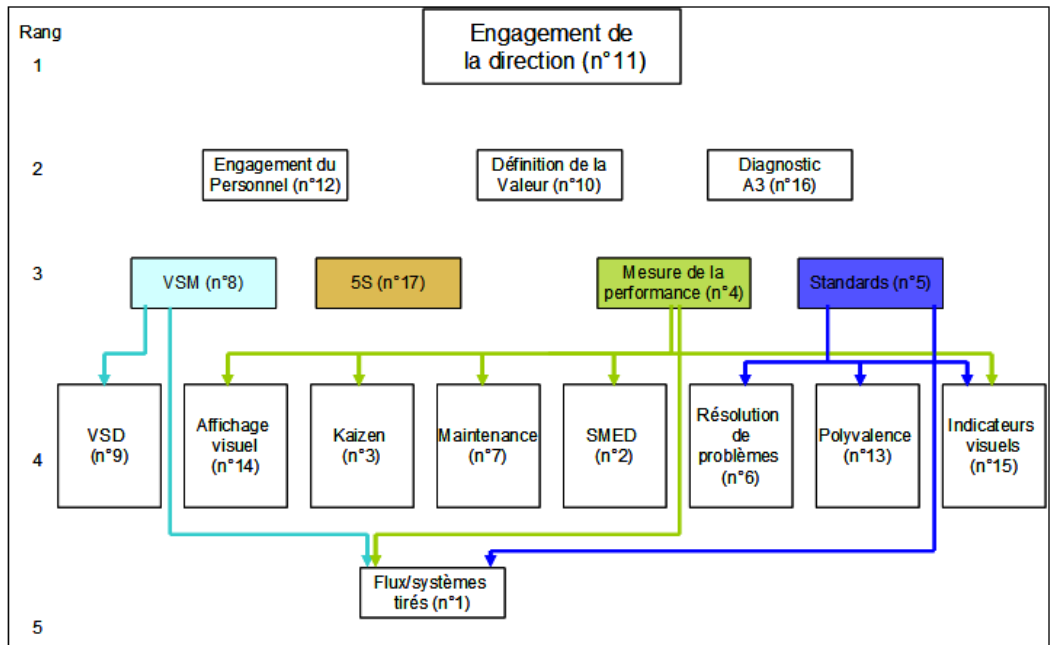 Rang
Engagement de
la direction (n°11)
1
2
Engagement du
Personnel (n°12)
Définition de la
Valeur (n°10)
Diagnostic
A3 (n°16)
3
VSM (n°8)
5S (n°17)
Mesure de la
performance (n°4)
Standards (n°5)
4
VSD
(n°9)
Affichage
visuel
(n°14)
Kaizen
(n°3)
Maintenance
(n°7)
SMED
(n°2)
Résolution
de
problèmes
(n°6)
Polyvalence
(n°13)
Indicateurs
visuels
(n°15)
Flux/systèmes
tirés (n°1)
5